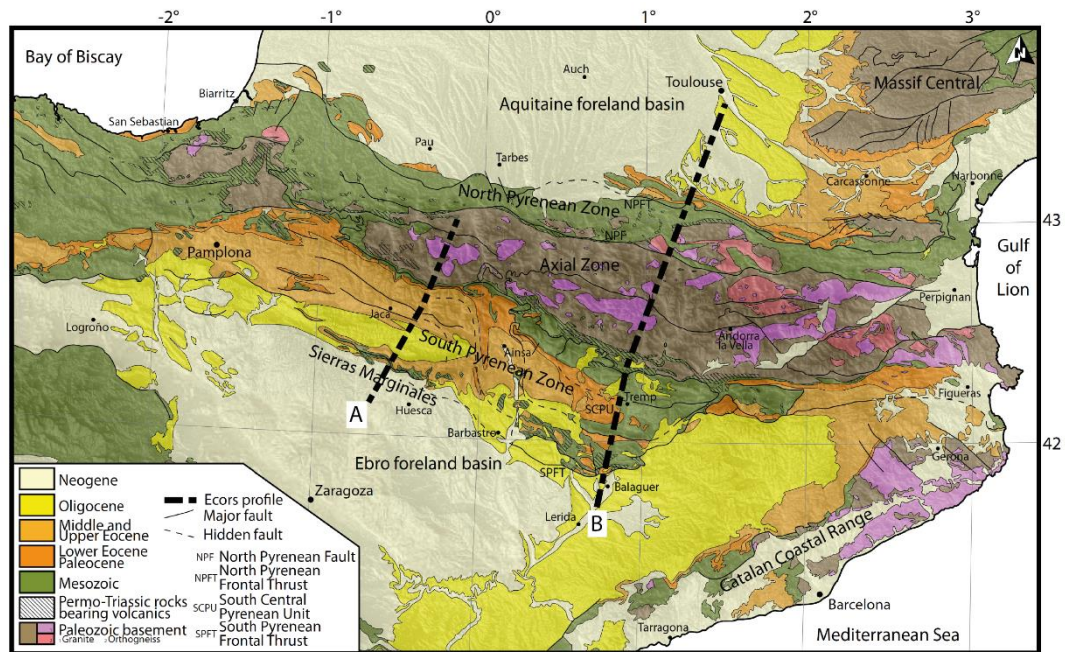 -2°
-1°
0°
1°
2°
3°
Bay of Biscay
N
Auch
Toulouse
Massif Central
Biarritz
Aquitaine foreland basin
San Sebastian
Pau
Tarbes
Carcassonne
Narbonne
North Pyrenean Zone
NPFT
43
NPF
Gulf
of
Lion
Pamplona
Axial Zone
Perpignan
Logroño
Jaca
Andorra
la Vella
South Pyrenean Zone
Ainsa
Sierras Marginales
SCPU
Tremp
Figueras
A
Huesca
Barbastro
42
Gerona
Ebro foreland basin
SPFT
Balaguer
Zaragoza
Lerida
B
Catalan Coastal Range
Barcelona
Tarragona
Mediterranean Sea
Neogene
Oligocene
Middle and
Upper Eocene
Lower Eocene
Paleocene
Mesozoic
Permo-Triassic rocks
bearing volcanics
Paleozoic basement
1 Granite 2 Orthogneiss
Ecors profile
Major fault
Hidden fault
NPF North Pyrenean Fault
NPFT North Pyrenean
Frontal Thrust
SCPU South Central
Pyrenean Unit
SPFT South Pyrenean
Frontal Thrust